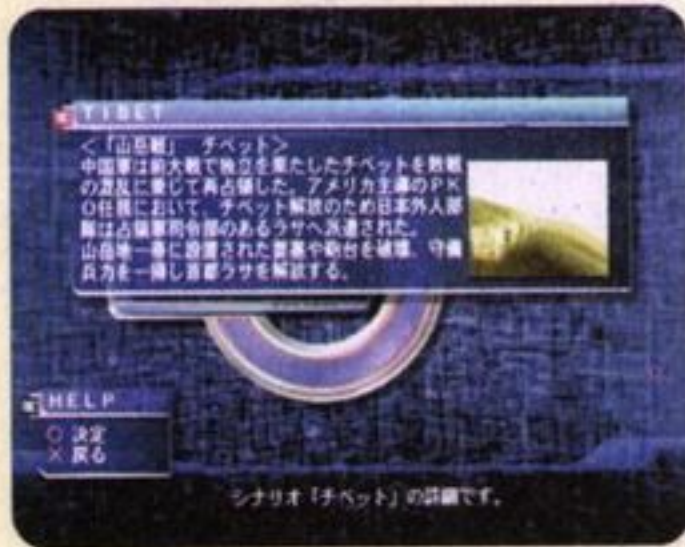 TIBET
<「山岳戦」 チベット>
中国軍は前大戦で独立を果たしたチベットを敗戦
の混乱に乗じて再占領した。アメリカ主導のPK
O任務において、チベット解放のため日本外人部
隊は占領軍司令部のあるラサへ派遣された。
山岳地一帯に設置された要塞や砲台を破壊、守備
兵力を一掃し首都ラサを解放する。
HELP
○ 決定
× 戻る
シナリオ「チベット」の詳細です。